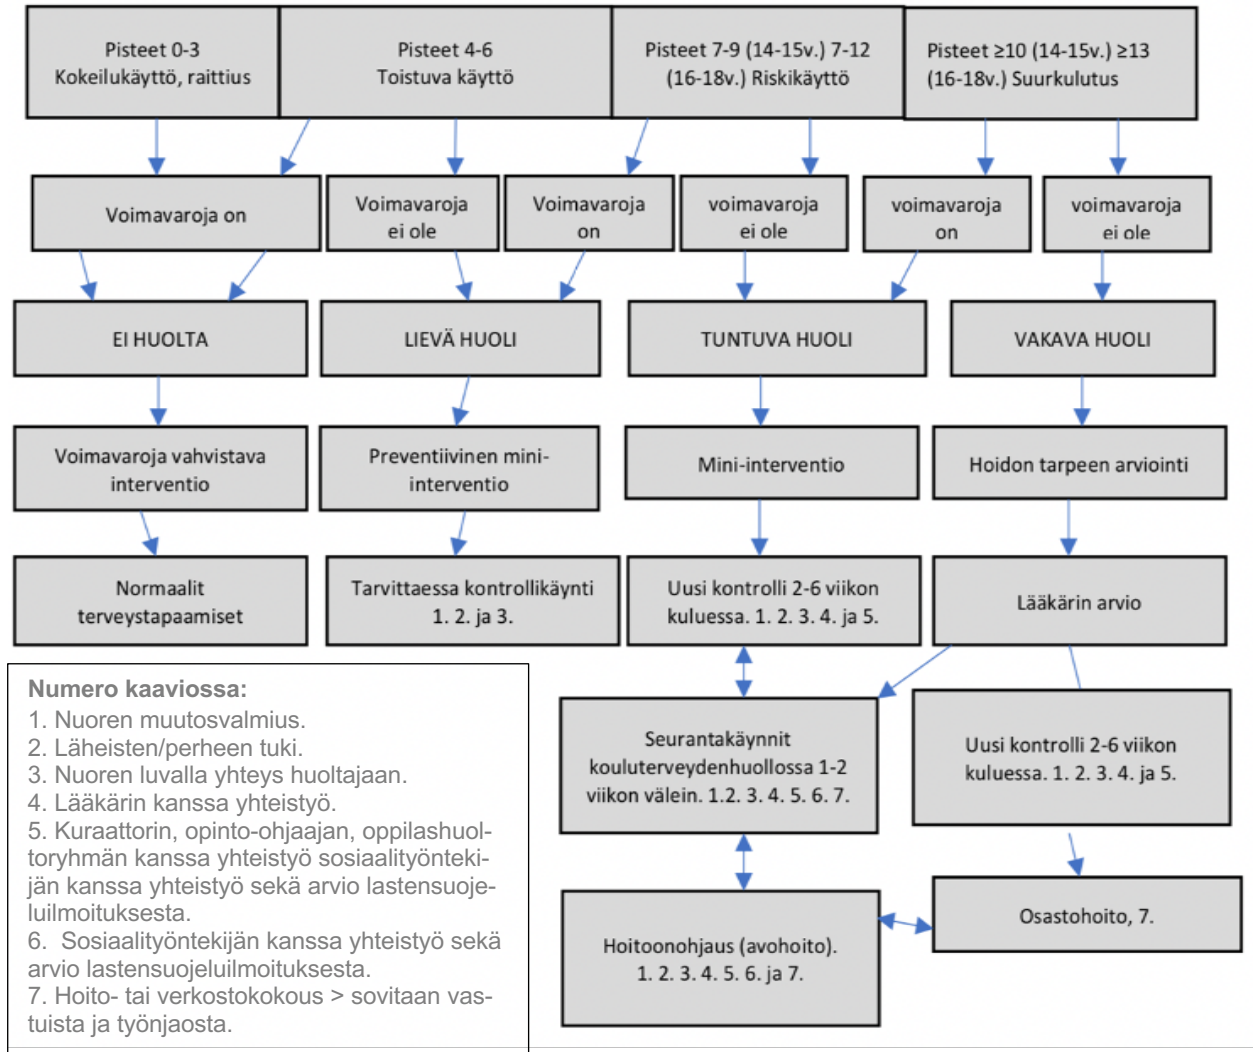 Pisteet 0-3
Kokeilukäyttö, raittius
Pisteet 4-6
Toistuva käyttö
Pisteet 7-9 (14-15v.) 7-12
(16-18v.) Riskikäyttö
Pisteet ≥10 (14-15v.) ≥13
(16-18v.) Suurkulutus
Voimavaroja on
Voimavaroja
ei ole
Voimavaroja
on
voimavaroja
ei ole
voimavaroja
on
voimavaroja
ei ole
EI HUOLTA
LIEVÄ HUOLI
TUNTUVA HUOLI
VAKAVA HUOLI
Voimavaroja vahvistava
interventio
Preventiivinen mini-
interventio
Mini-interventio
Hoidon tarpeen arviointi
Normaalit
terveystapaamiset
Tarvittaessa kontrollikäynti
1. 2. ja 3.
Uusi kontrolli 2-6 viikon
kuluessa. 1. 2. 3. 4. ja 5.
Lääkärin arvio
Numero kaaviossa:
1. Nuoren muutosvalmius.
2. Läheisten/perheen tuki.
3. Nuoren luvalla yhteys huoltajaan.
4. Lääkärin kanssa yhteistyö.
5. Kuraattorin, opinto-ohjaajan, oppilashuol-
toryhmän kanssa yhteistyö sosiaalityönteki-
jän kanssa yhteistyö sekä arvio lastensuoje-
luilmoituksesta.
6.  Sosiaalityöntekijän kanssa yhteistyö sekä
arvio lastensuojeluilmoituksesta.
7. Hoito- tai verkostokokous > sovitaan vas-
tuista ja työnjaosta.
Seurantakäynnit
kouluterveydenhuollossa 1-2
viikon välein. 1.2. 3. 4. 5. 6. 7.
Uusi kontrolli 2-6 viikon
kuluessa. 1. 2. 3. 4. ja 5.
Hoitoonohjaus (avohoito).
1. 2. 3. 4. 5. 6. ja 7.
Osastohoito, 7.